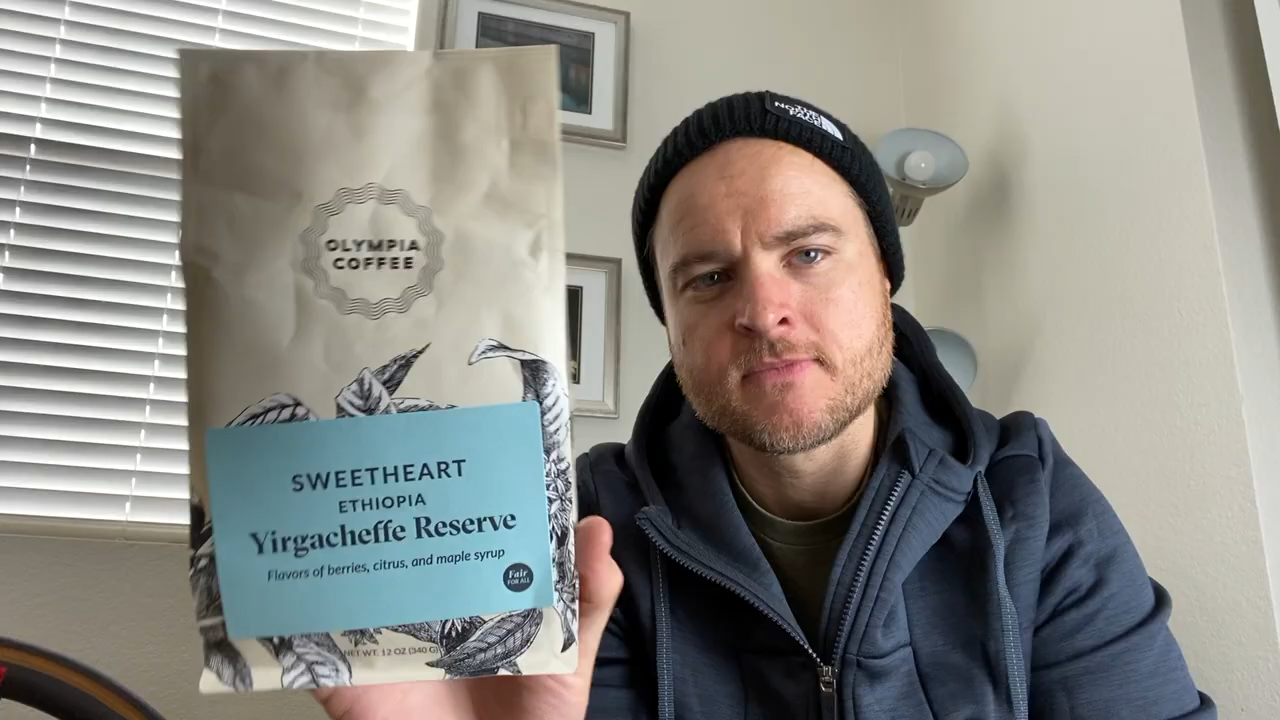 THE
NORTH
FACE
OLYMPIA
COFFEE
SWEETHEART
ETHIOPIA
Yirgacheffe Reserve
Flavors of berries, citrus, and maple syrup
Fair
FOR ALL
NET WT. 12 OZ (340 G)